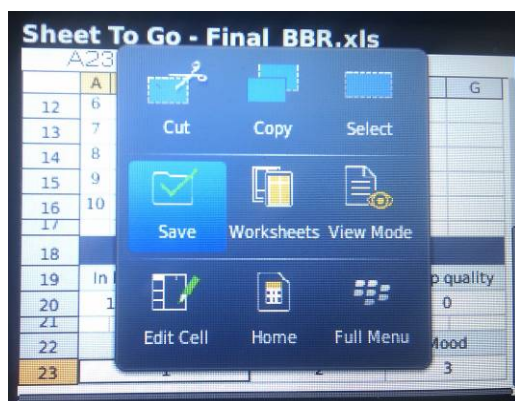 Sheet To Go - Final_BBR.xls
A23
A G
12 6
13 7
14 8
15 9
16 10
17
18
19 In p quality
20 1 0
21
22 Mood
23 1 2 3
Cut Copy Select
Save Worksheets View Mode
Edit Cell Home Full Menu